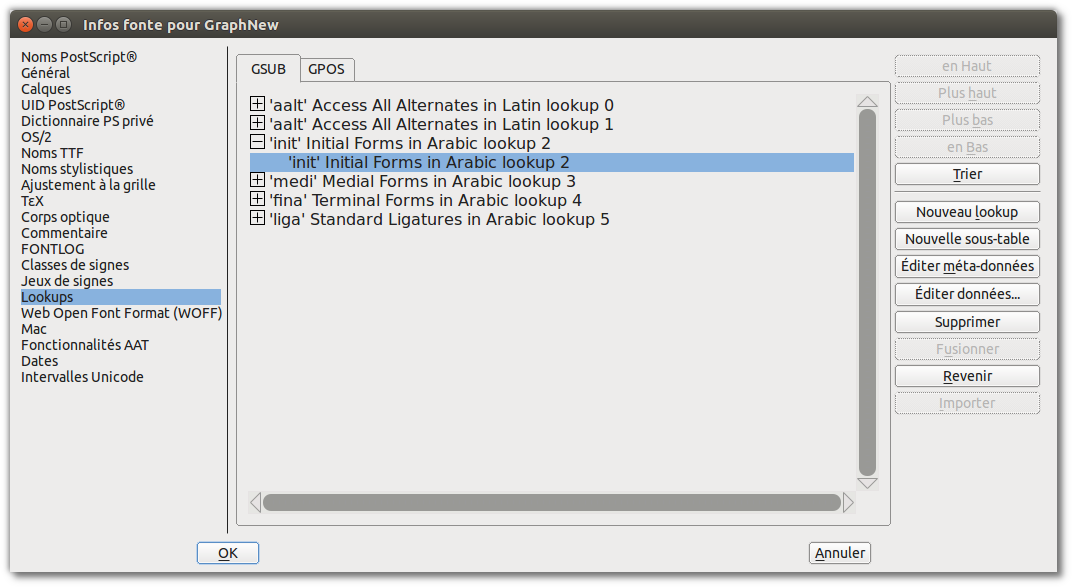 Infos fonte pour GraphNew
Noms PostScript®
Général
Calques
UID PostScript®
Dictionnaire PS privé
OS/2
Noms TTF
Noms stylistiques
Ajustement à la grille
ΤεΧ
Corps optique
Commentaire
FONTLOG
Classes de signes
Jeux de signes
Lookups
Web Open Font Format (WOFF)
Mac
Fonctionnalités AAT
Dates
Intervalles Unicode
GSUB GPOS
'aalt' Access All Alternates in Latin lookup 0
'aalt' Access All Alternates in Latin lookup 1
'init' Initial Forms in Arabic lookup 2
'init' Initial Forms in Arabic lookup 2
'medi' Medial Forms in Arabic lookup 3
'fina' Terminal Forms in Arabic lookup 4
'liga' Standard Ligatures in Arabic lookup 5
en Haut
Plus haut
Plus bas
en Bas
Trier
Nouveau lookup
Nouvelle sous-table
Éditer méta-données
Éditer données...
Supprimer
Fusionner
Revenir
Importer
OK Annuler